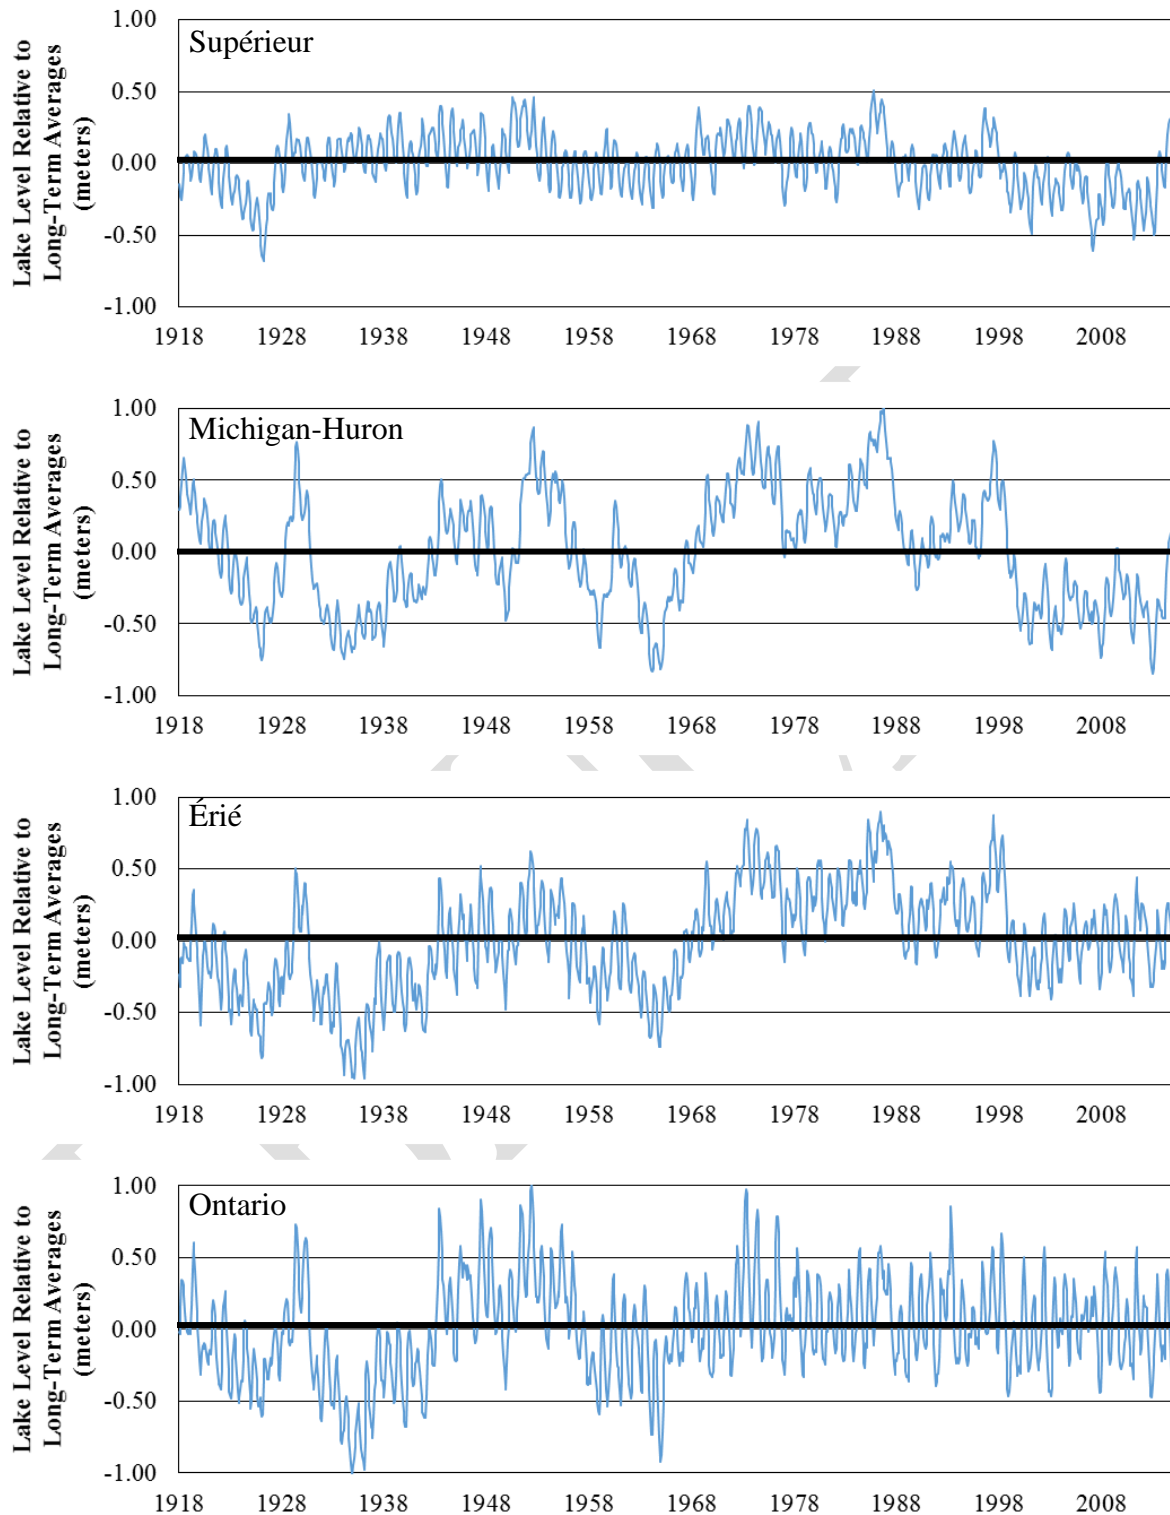 Supérieur
Lake Level Relative to
Long-Term Averages
(meters)
1.00
0.50
0.00
-0.50
-1.00
1918 1928 1938 1948 1958 1968 1978 1988 1998 2008
Michigan-Huron
Lake Level Relative to
Long-Term Averages
(meters)
1.00
0.50
0.00
-0.50
-1.00
1918 1928 1938 1948 1958 1968 1978 1988 1998 2008
Érié
Lake Level Relative to
Long-Term Averages
(meters)
1.00
0.50
0.00
-0.50
-1.00
1918 1928 1938 1948 1958 1968 1978 1988 1998 2008
Ontario
Lake Level Relative to
Long-Term Averages
(meters)
1.00
0.50
0.00
-0.50
-1.00
1918 1928 1938 1948 1958 1968 1978 1988 1998 2008